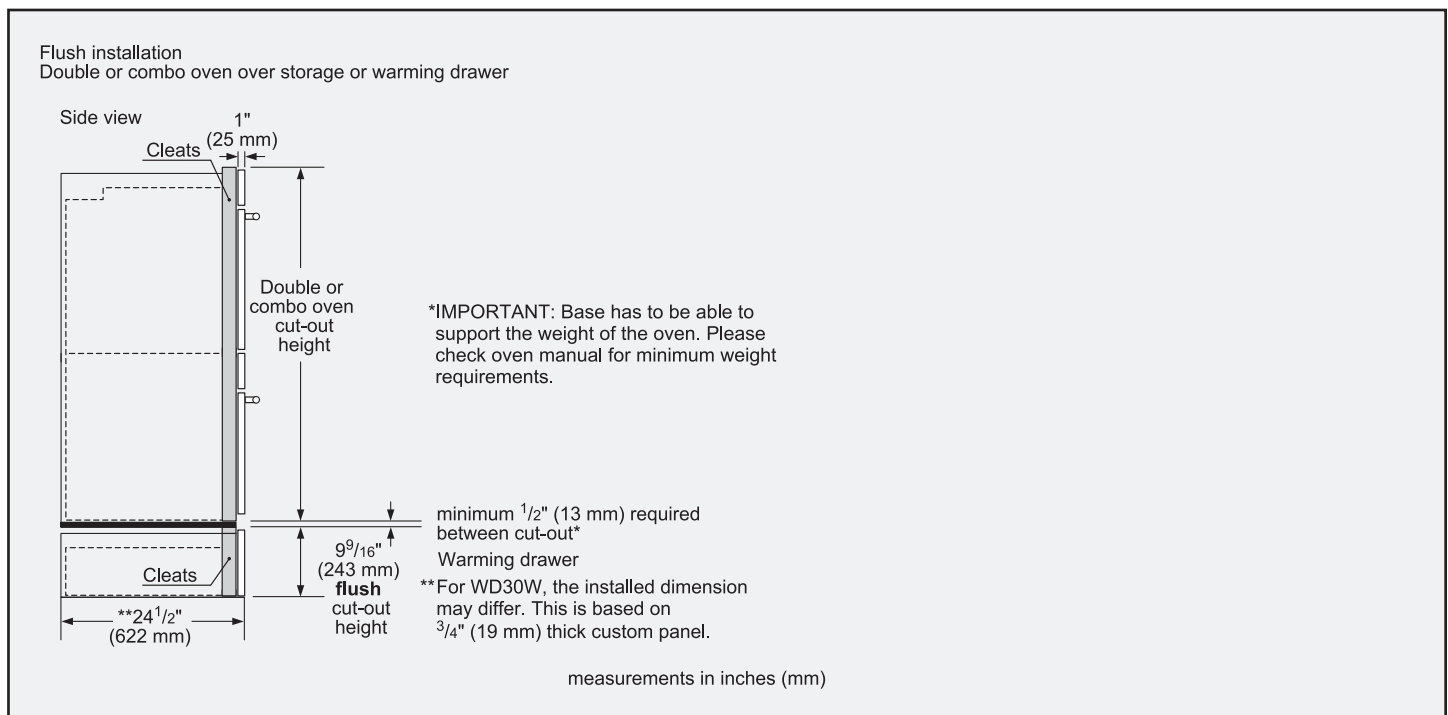 Flush installation
Double or combo oven over storage or warming drawer
Side view
1"
(25 mm)
Cleats
Double or
combo oven
cut-out
height
*IMPORTANT: Base has to be able to
support the weight of the oven. Please
check oven manual for minimum weight
requirements.
minimum 1/2" (13 mm) required
between cut-out*
9 9/16"
(243 mm)
flush
cut-out
height
Warming drawer
Cleats
**For WD30W, the installed dimension
may differ. This is based on
3/4" (19 mm) thick custom panel.
**24 1/2"
(622 mm)
measurements in inches (mm)